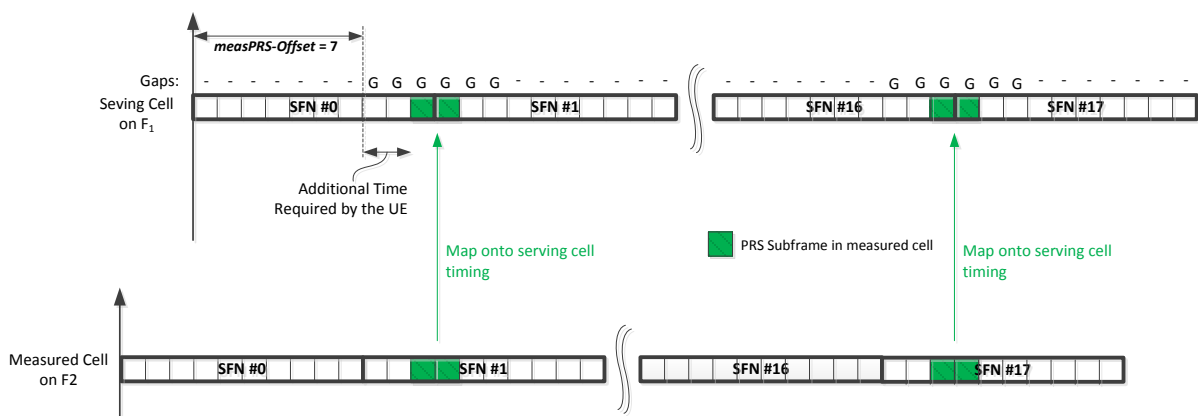 measPRS-Offset = 7
Gaps: - - - - - - - G G G G G G - - - - - - - - - - - - - - G G G G G G - - - - - - -
Seving Cell
on F1
SFN #0 SFN #1 SFN #16 SFN #17
Additional Time
Required by the UE
Map onto serving cell
timing
PRS Subframe in measured cell
Map onto serving cell
timing
Measured Cell
on F2
SFN #0 SFN #1 SFN #16 SFN #17